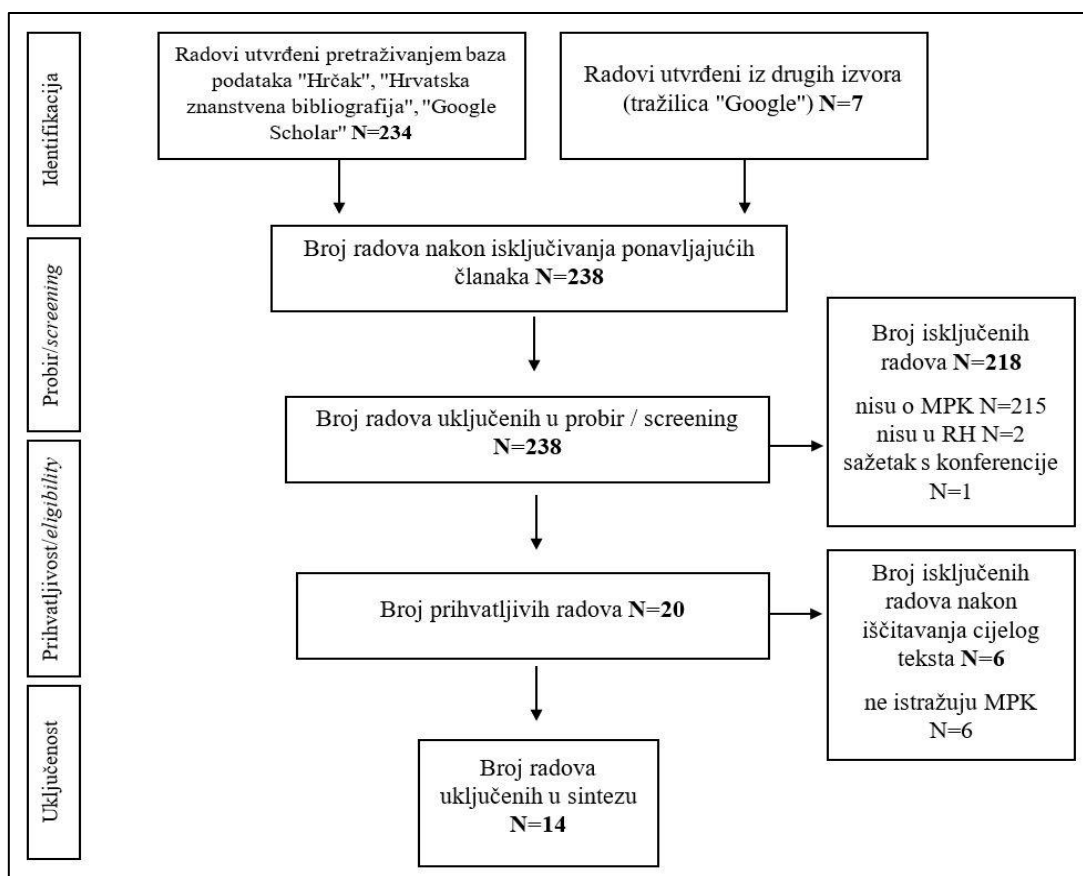 Identifikacija
Radovi utvrđeni pretraživanjem baza
podataka "Hrčak", "Hrvatska
znanstvena bibliografija", "Google
Scholar" N=234
Radovi utvrđeni iz drugih izvora
(tražilica "Google") N=7
Probir/screening
Broj radova nakon isključivanja ponavljajućih
članaka N=238
Broj radova uključenih u probir / screening
N=238
Broj isključenih
radova N=218
nisu o MPK N=215
nisu u RH N=2
sažetak s konferencije
N=1
Prihvatljivost/eligibility
Broj prihvatljivih radova N=20
Broj isključenih
radova nakon
iščitavanja cijelog
teksta N=6
ne istražuju MPK
N=6
Uključenost
Broj radova
uključenih u sintezu
N=14